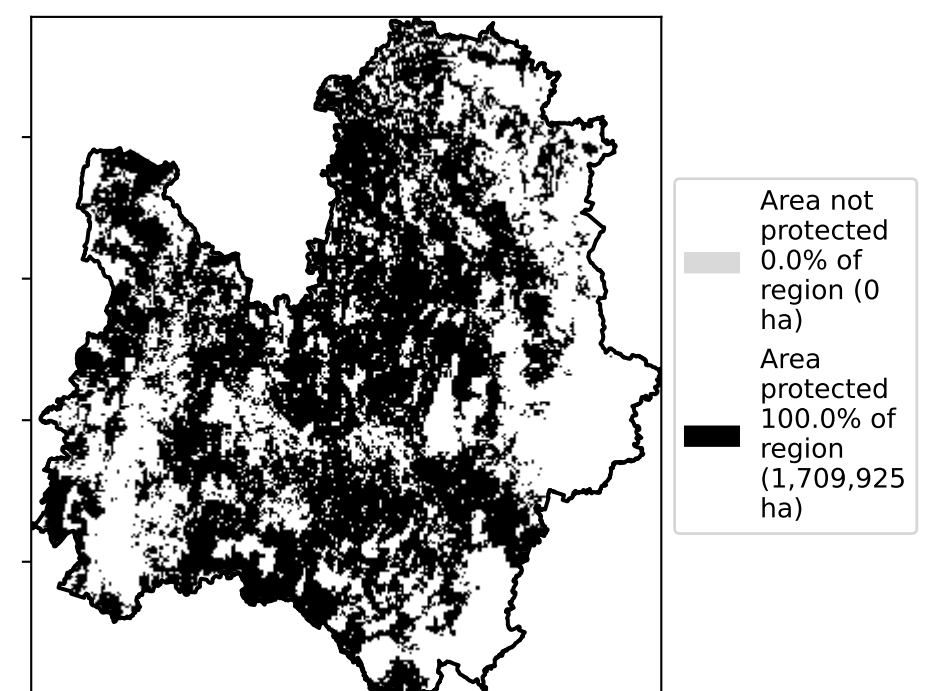 Area not
protected
0.0% of
region (0
ha)
Area
protected
100.0% of
region
(1,709,925
ha)